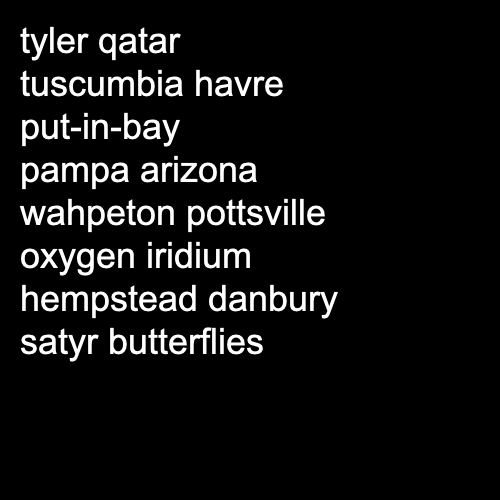 tyler qatar
tuscumbia havre
put-in-bay
pampa arizona
wahpeton pottsville
oxygen iridium
hempstead danbury
satyr butterflies